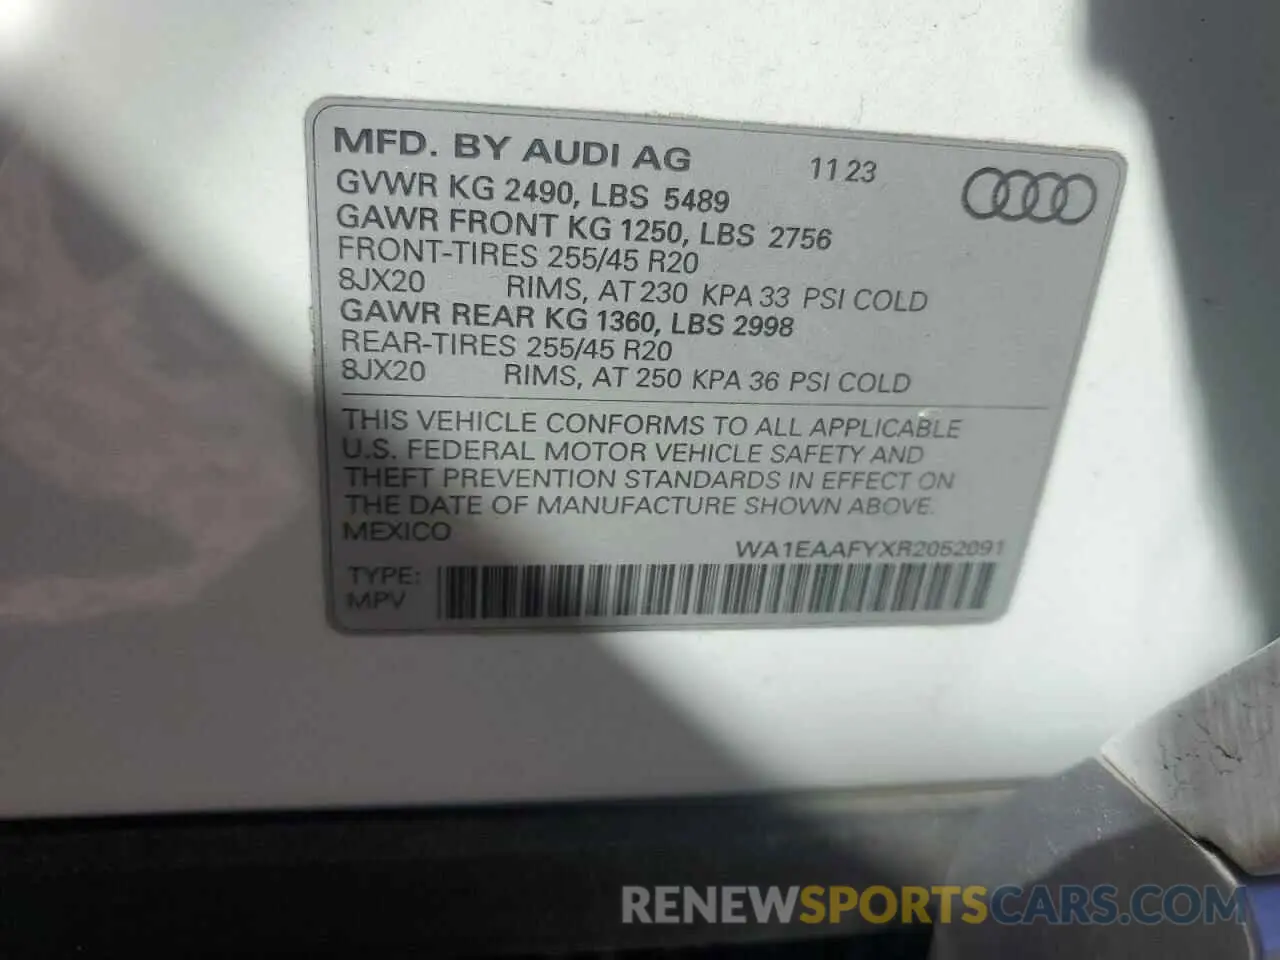 MFD. BY AUDI AG 11 23
GVWR KG 2490, LBS 5489
GAWR FRONT KG 1250, LBS 2756
FRONT-TIRES 255/45 R20
8JX20 RIMS, AT 230 KPA 33 PSI COLD
GAWR REAR KG 1360, LBS 2998
REAR-TIRES 255/45 R20
8JX20 RIMS, AT 250 KPA 36 PSI COLD
THIS VEHICLE CONFORMS TO ALL APPLICABLE
U.S. FEDERAL MOTOR VEHICLE SAFETY AND
THEFT PREVENTION STANDARDS IN EFFECT ON
THE DATE OF MANUFACTURE SHOWN ABOVE.
MEXICO
WA1EAAFYXR2052091
TYPE:
MPV
RENEWSPORTSCARS.COM